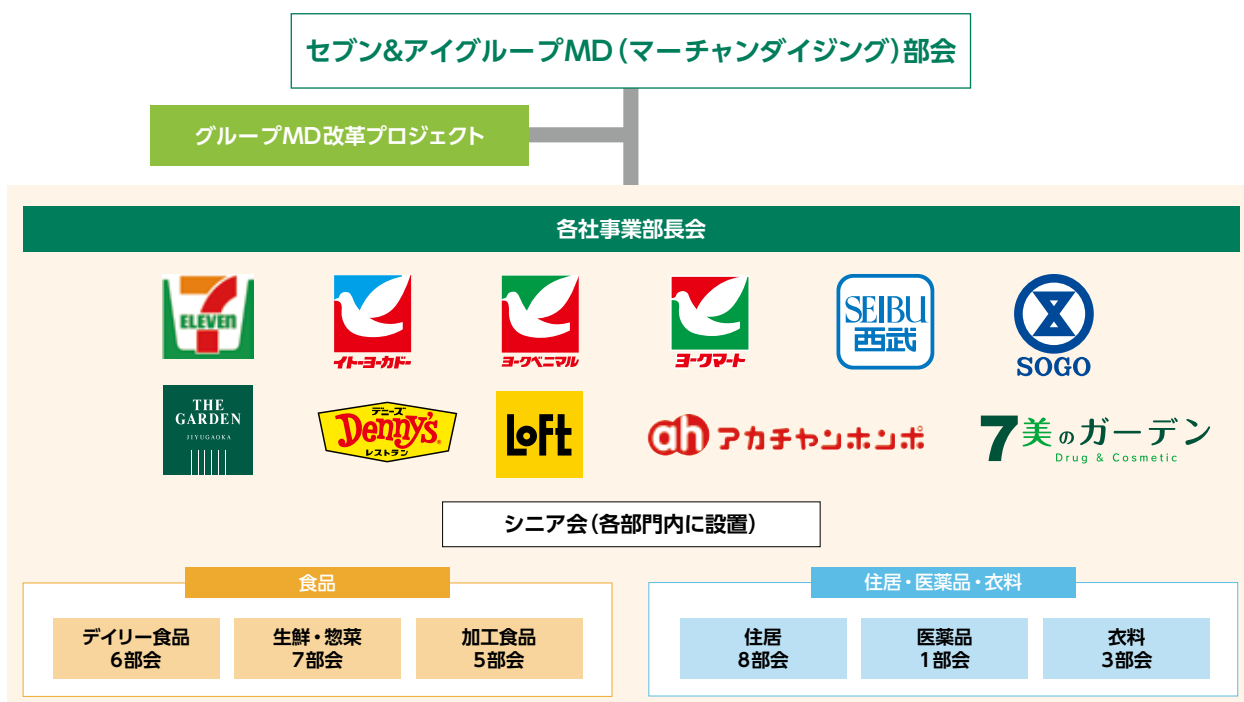 セブン&アイグループMD（マーチャンダイジング）部会
グループMD改革プロジェクト
各社事業部長会
7
ELEVEN
イトーヨーカドー
ヨークベニマル
ヨークマート
SEIBU
西武
SOGO
THE
GARDEN
JIYUGAOKA
デニーズ
Denny's
レストラン
LoFt
ah アカチャンホンポ
7美のガーデン
Drug & Cosmetic
シニア会（各部門内に設置）
食品
デイリー食品
6部会
生鮮・惣菜
7部会
加工食品
5部会
住居・医薬品・衣料
住居
8部会
医薬品
1部会
衣料
3部会